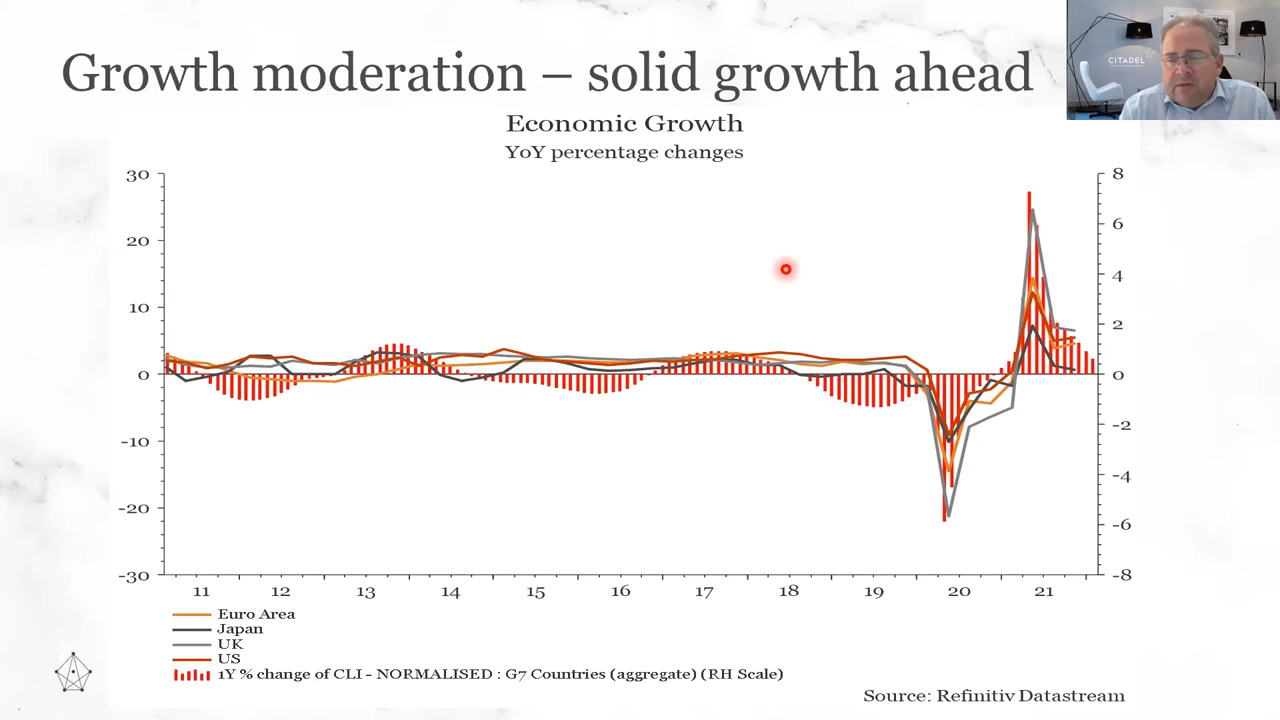 Growth moderation – solid growth ahead
CITADEL
Economic Growth
YoY percentage changes
30
20
10
0
-10
-20
-30
8
6
4
2
0
-2
-4
-6
-8
11 12 13 14 15 16 17 18 19 20 21
Euro Area
Japan
UK
US
1Y % change of CLI - NORMALISED : G7 Countries (aggregate) (RH Scale)
Source: Refinitiv Datastream